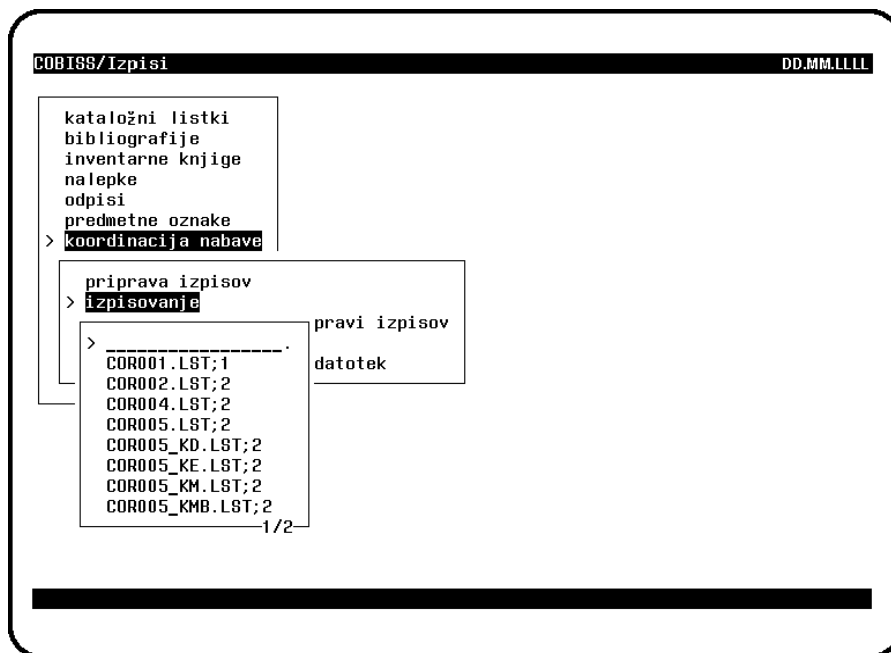 COBISS/Izpisi DD.MM.LLLL
kataložni listki
bibliografije
inventarne knjige
nalepke
odpisi
predmetne oznake
> koordinacija nabave
priprava izpisov
> izpisovanje
pravi izpisov
> _________________.
COR001.LST;1
datotek
COR002.LST;2
COR004.LST;2
COR005.LST;2
COR005_KD.LST;2
COR005_KE.LST;2
COR005_KM.LST;2
COR005_KMB.LST;2
1/2